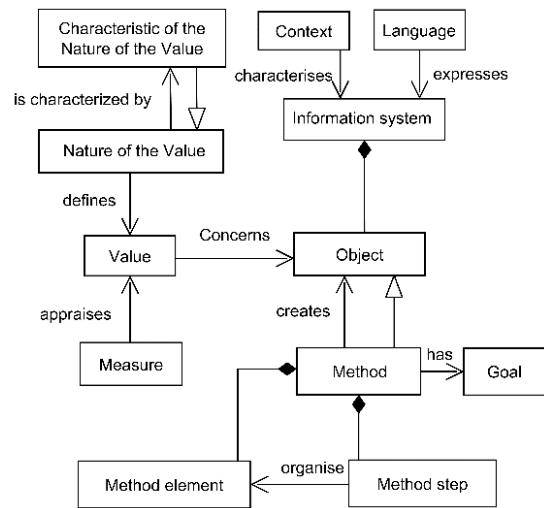 Characteristic of the
Nature of the Value
Context
Language
characterises
expresses
is characterized by
Information system
Nature of the Value
defines
Concerns
Value
Object
appraises
creates
has
Measure
Method
Goal
organise
Method element
Method step